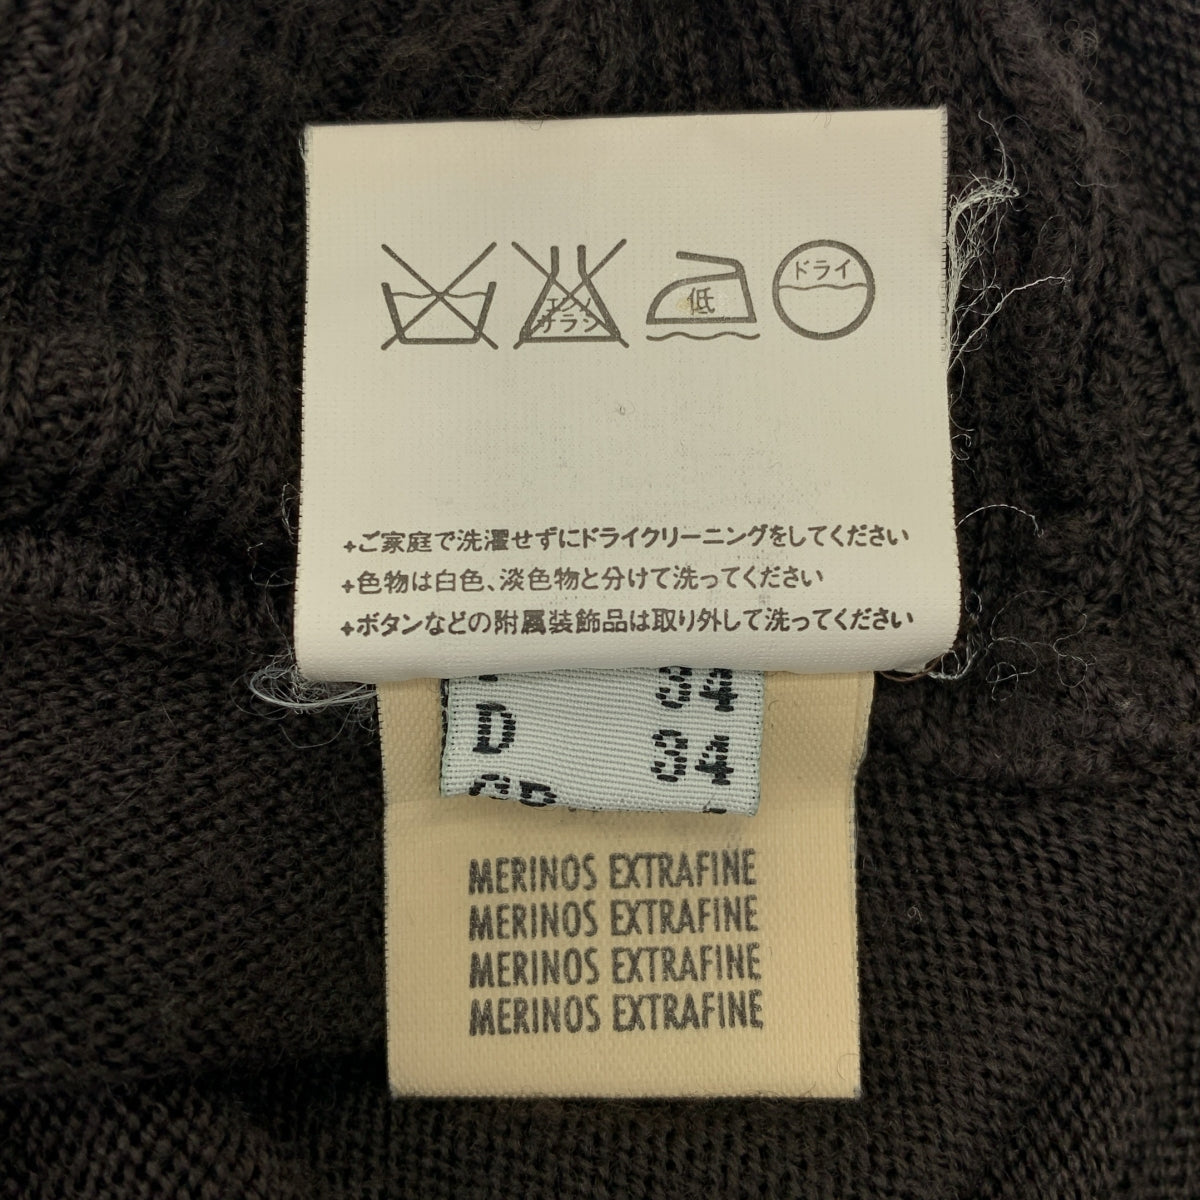 エンソ
サラシ
低
ドライ
+ご家庭で洗濯せずにドライクリーニングをしてください
+色物は白色、淡色物と分けて洗ってください
+ボタンなどの附属装飾品は取り外して洗ってください
D 34
MERINOS EXTRAFINE
MERINOS EXTRAFINE
MERINOS EXTRAFINE
MERINOS EXTRAFINE